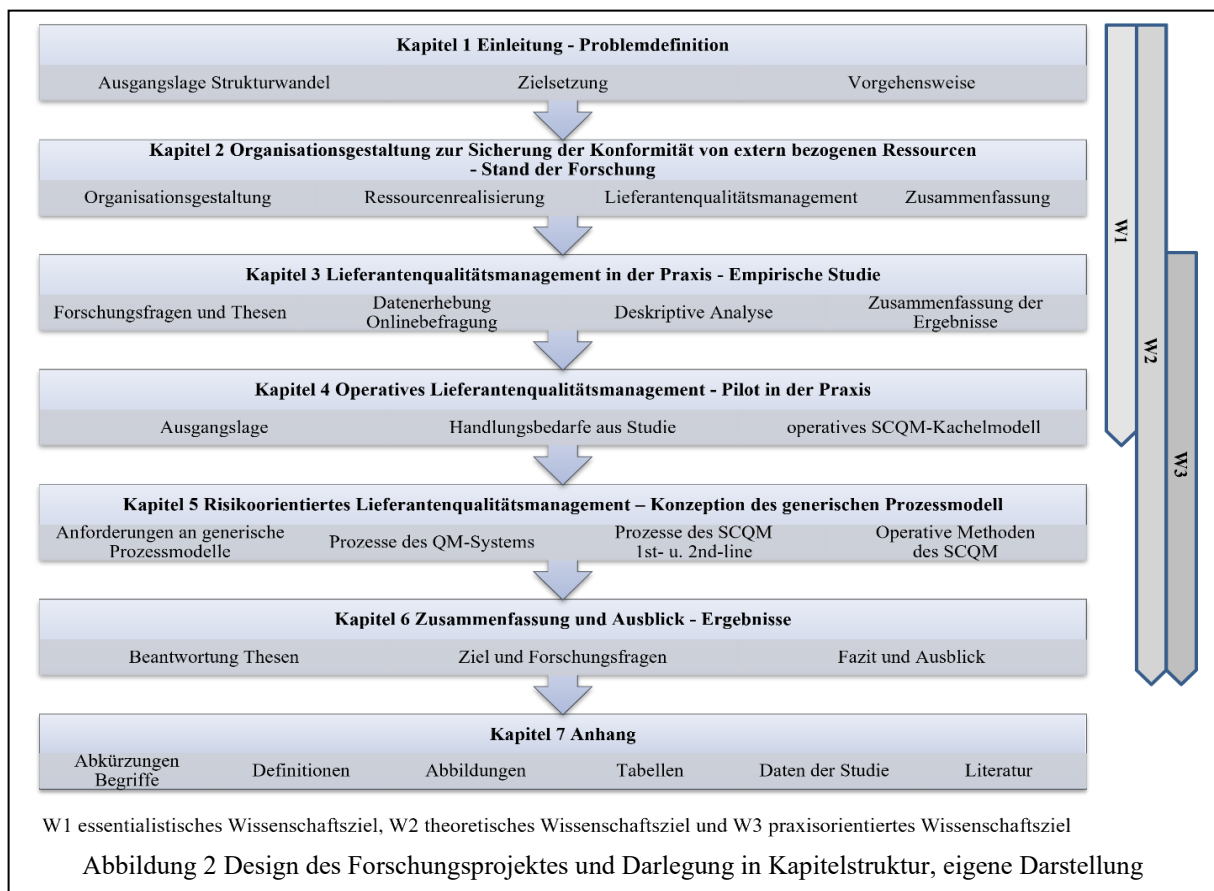 Kapitel 1 Einleitung - Problemdefinition
Ausgangslage Strukturwandel
Zielsetzung
Vorgehensweise
Kapitel 2 Organisationsgestaltung zur Sicherung der Konformität von extern bezogenen Ressourcen
- Stand der Forschung
Organisationsgestaltung
Ressourcenrealisierung
Lieferantenqualitätsmanagement
Zusammenfassung
Kapitel 3 Lieferantenqualitätsmanagement in der Praxis - Empirische Studie
Forschungsfragen und Thesen
Datenerhebung
Onlinebefragung
Deskriptive Analyse
Zusammenfassung der
Ergebnisse
Kapitel 4 Operatives Lieferantenqualitätsmanagement - Pilot in der Praxis
Ausgangslage
Handlungsbedarfe aus Studie
operatives SCQM-Kachelmodell
Kapitel 5 Risikoorientiertes Lieferantenqualitätsmanagement – Konzeption des generischen Prozessmodell
Anforderungen an generische
Prozessmodelle
Prozesse des QM-Systems
Prozesse des SCQM
1st- u. 2nd-line
Operative Methoden
des SCQM
Kapitel 6 Zusammenfassung und Ausblick - Ergebnisse
Beantwortung Thesen
Ziel und Forschungsfragen
Fazit und Ausblick
Kapitel 7 Anhang
Abkürzungen
Begriffe
Definitionen
Abbildungen
Tabellen
Daten der Studie
Literatur
W1
W2
W3
W1 essentialistisches Wissenschaftsziel, W2 theoretisches Wissenschaftsziel und W3 praxisorientiertes Wissenschaftsziel
Abbildung 2 Design des Forschungsprojektes und Darlegung in Kapitelstruktur, eigene Darstellung